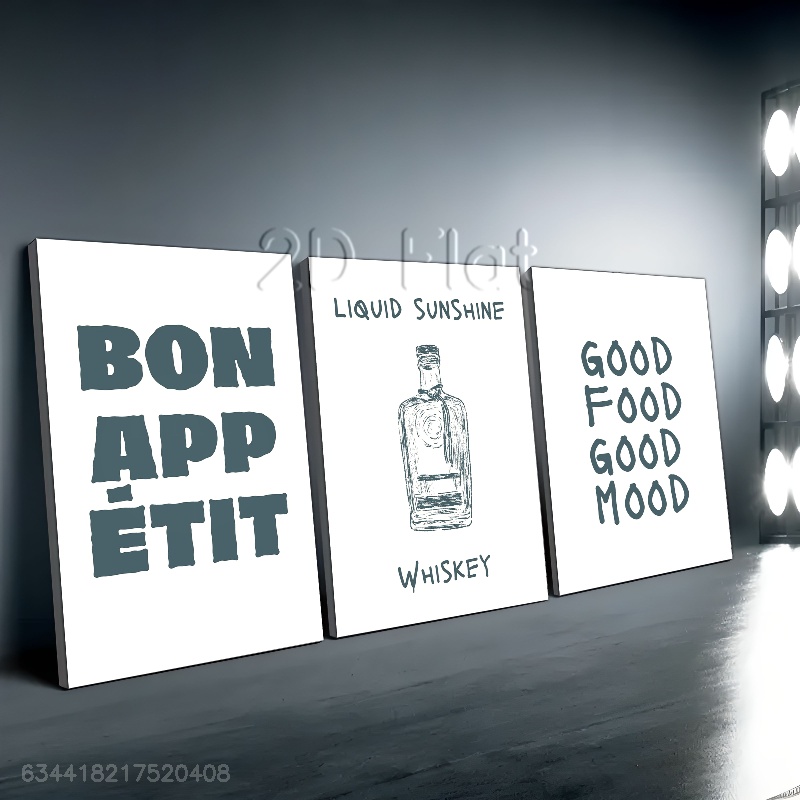 2D Flat
BON
APP
ÉTIT
LIQUID SUNSHINE
WHISKEY
GOOD
FOOD
GOOD
MOOD
634418217520408